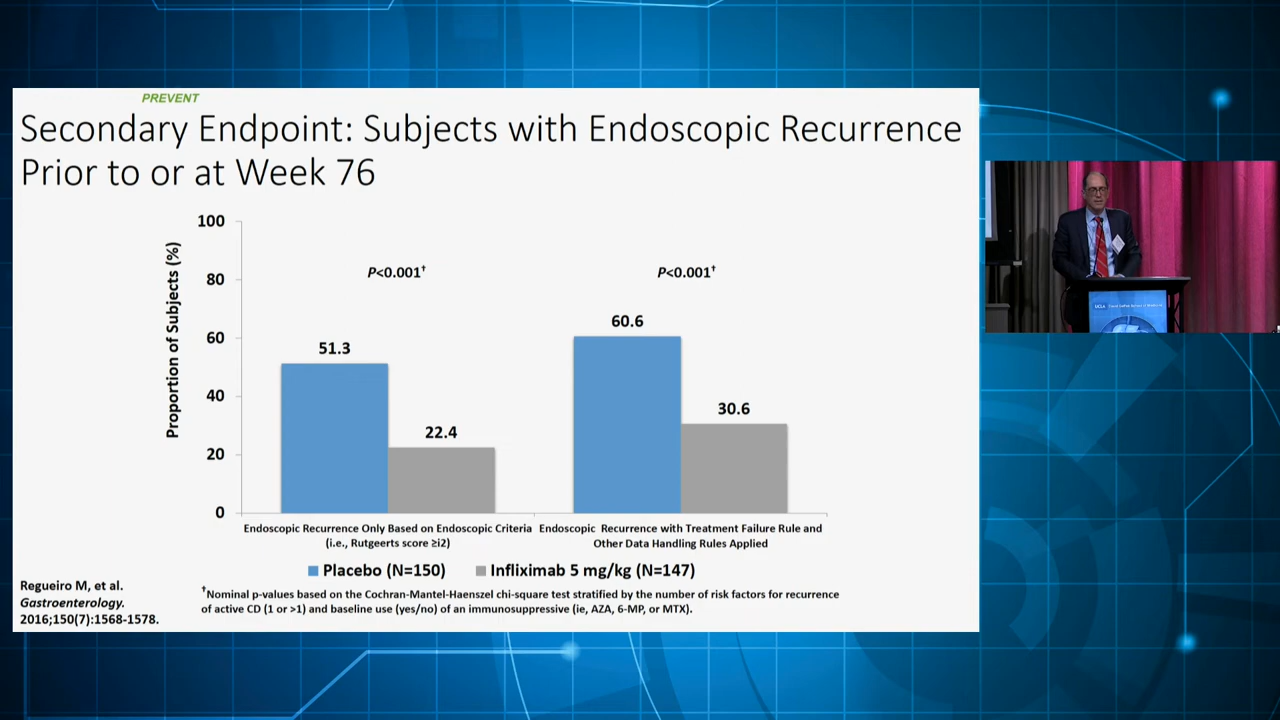 PREVENT
Secondary Endpoint: Subjects with Endoscopic Recurrence
Prior to or at Week 76
Proportion of Subjects (%)
100
80
60
40
20
0
P<0.001†
P<0.001†
51.3
22.4
60.6
30.6
Endoscopic Recurrence Only Based on Endoscopic Criteria
(i.e., Rutgeerts score ≥i2)
Endoscopic Recurrence with Treatment Failure Rule and
Other Data Handling Rules Applied
Placebo (N=150)
Infliximab 5 mg/kg (N=147)
Regueiro M, et al.
Gastroenterology.
2016;150(7):1568-1578.
†Nominal p-values based on the Cochran-Mantel-Haenszel chi-square test stratified by the number of risk factors for recurrence
of active CD (1 or >1) and baseline use (yes/no) of an immunosuppressive (ie, AZA, 6-MP, or MTX).
UCLA